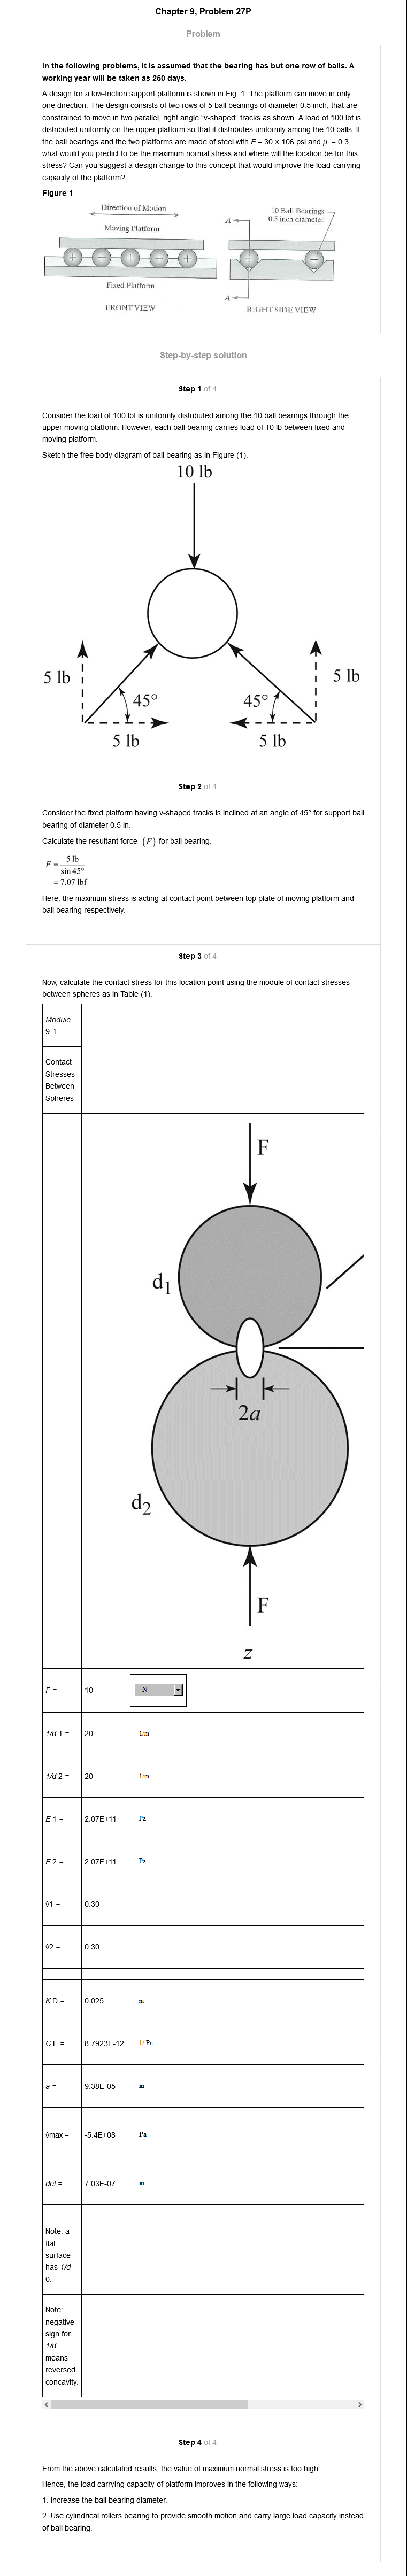 Chapter 9, Problem 27P
Problem
In the following problems, it is assumed that the bearing has but one row of balls. A
working year will be taken as 250 days.
A design for a low-friction support platform is shown in Fig. 1. The platform can move in only
one direction. The design consists of two rows of 5 ball bearings of diameter 0.5 inch, that are
constrained to move in two parallel, right angle "v-shaped" tracks as shown. A load of 100 lbf is
distributed uniformly on the upper platform so that it distributes uniformly among the 10 balls. If
the ball bearings and the two platforms are made of steel with E = 30 × 106 psi and μ = 0.3,
what would you predict to be the maximum normal stress and where will the location be for this
stress? Can you suggest a design change to this concept that would improve the load-carrying
capacity of the platform?
Figure 1
Direction of Motion
Moving Platform
Fixed Platform
FRONT VIEW
A
10 Ball Bearings
0.5 inch diameter
A
RIGHT SIDE VIEW
Step-by-step solution
Step 1 of 4
Consider the load of 100 lbf is uniformly distributed among the 10 ball bearings through the
upper moving platform. However, each ball bearing carries load of 10 lb between fixed and
moving platform.
Sketch the free body diagram of ball bearing as in Figure (1).
10 lb
5 lb
45°
5 lb
45°
5 lb
5 lb
Step 2 of 4
Consider the fixed platform having v-shaped tracks is inclined at an angle of 45° for support ball
bearing of diameter 0.5 in.
Calculate the resultant force (F) for ball bearing.
F = 5 lb / sin 45°
= 7.07 lbf
Here, the maximum stress is acting at contact point between top plate of moving platform and
ball bearing respectively.
Step 3 of 4
Now, calculate the contact stress for this location point using the module of contact stresses
between spheres as in Table (1).
Module
9-1
Contact
Stresses
Between
Spheres
F
d1
2a
d2
F
z
F = 10 N
1/d 1 = 20 1/m
1/d 2 = 20 1/m
E 1 = 2.07E+11 Pa
E 2 = 2.07E+11 Pa
◊1 = 0.30
◊2 = 0.30
K D = 0.025 m
C E = 8.7923E-12 1/ Pa
a = 9.38E-05 m
◊max = -5.4E+08 Pa
del = 7.03E-07 m
Note: a
flat
surface
has 1/d =
0.
Note:
negative
sign for
1/d
means
reversed
concavity.
Step 4 of 4
From the above calculated results, the value of maximum normal stress is too high.
Hence, the load carrying capacity of platform improves in the following ways:
1. Increase the ball bearing diameter.
2. Use cylindrical rollers bearing to provide smooth motion and carry large load capacity instead
of ball bearing.